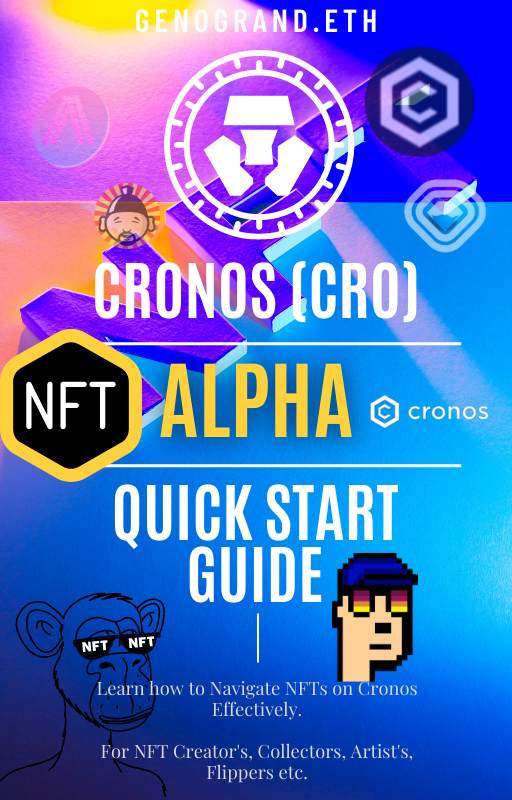 GENOGRAND.ETH
CRONOS (CRO)
NFT ALPHA cronos
QUICK START
GUIDE
NFT NFT
Learn how to Navigate NFTs on Cronos
Effectively.
For NFT Creator's, Collectors, Artist's,
Flippers etc.